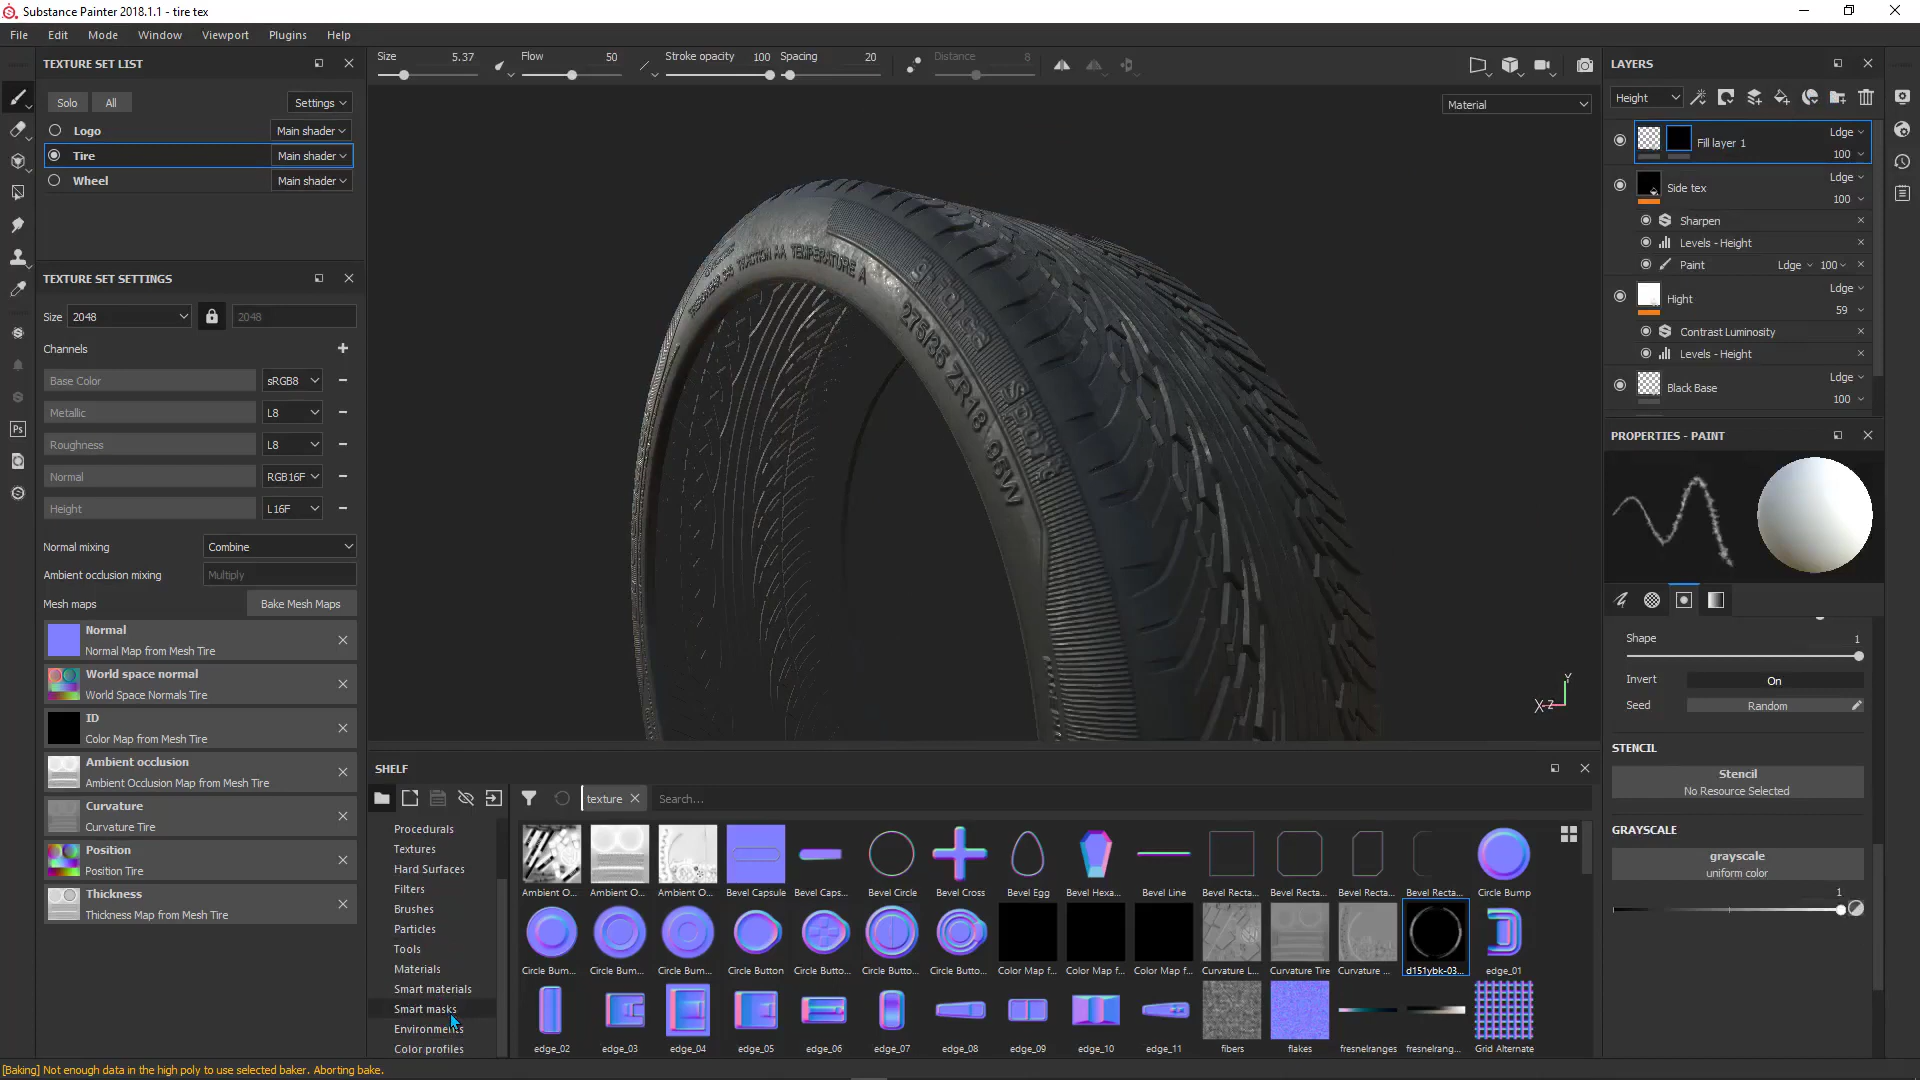 Substance Painter 2018.1.1 - tire tex
File Edit Mode Window Viewport Plugins Help
TEXTURE SET LIST
Solo All Settings
Logo Main shader
Tire Main shader
Wheel Main shader
TEXTURE SET SETTINGS
Size 2048 2048
Channels
Base Color sRGB8
Metallic L8
Roughness L8
Normal RGB16F
Height L16F
Normal mixing Combine
Ambient occlusion mixing Multiply
Mesh maps Bake Mesh Maps
Normal
Normal Map from Mesh Tire
World space normal
World Space Normals Tire
ID
Color Map from Mesh Tire
Ambient occlusion
Ambient Occlusion Map from Mesh Tire
Curvature
Curvature Tire
Position
Position Tire
Thickness
Thickness Map from Mesh Tire
Size 5.37 Flow 50 Stroke opacity 100 Spacing 20 Distance 8
Material
TRACTION AA TEMPERATURE A
275/35 ZR18 95W
Sport
Y
X Z
SHELF
texture Search...
Procedurals
Textures
Hard Surfaces
Filters
Brushes
Particles
Tools
Materials
Smart materials
Smart masks
Environments
Color profiles
Ambient O... Ambient O... Ambient O... Bevel Capsule Bevel Caps... Bevel Circle Bevel Cross Bevel Egg Bevel Hexa... Bevel Line Bevel Recta... Bevel Recta... Bevel Recta... Bevel Recta... Circle Bump
Circle Bum... Circle Bum... Circle Bum... Circle Button Circle Butto... Circle Butto... Circle Butto... Color Map f... Color Map f... Color Map f... Curvature L... Curvature Tire Curvature ... d151ybk-03... edge_01
edge_02 edge_03 edge_04 edge_05 edge_06 edge_07 edge_08 edge_09 edge_10 edge_11 fibers flakes fresnelranges fresnelrang... Grid Alternate
LAYERS
Height
Fill layer 1 Ldge 100
Side tex Ldge 100
Sharpen
Levels - Height
Paint Ldge 100
Hight Ldge 59
Contrast Luminosity
Levels - Height
Black Base Ldge 100
PROPERTIES - PAINT
Shape 1
Invert On
Seed Random
STENCIL
Stencil
No Resource Selected
GRAYSCALE
grayscale
uniform color
1
Ps
[Baking] Not enough data in the high poly to use selected baker. Aborting bake.